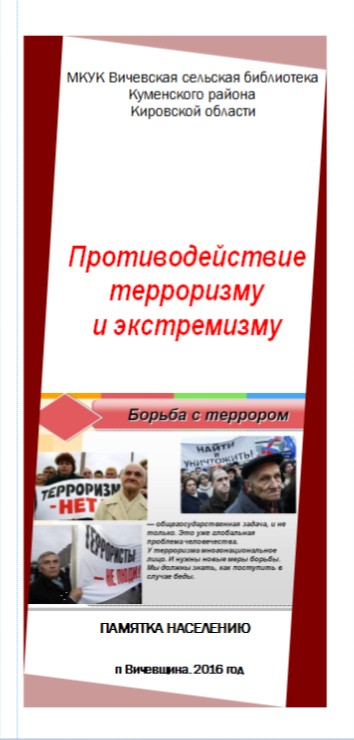 МКУК Вичевская сельская библиотека
Куменского района
Кировской области
Противодействие
терроризму
и экстремизму
Борьба с террором
НАЙТИ И
УНИЧТОЖИТЬ!
ТЕРРОРИЗМ
-НЕТ
ТЕРРОРИСТЫ
– НЕ ЛЮДИ!
— общегосударственная задача, и не
только. Это уже глобальная
проблема человечества.
У терроризма многонациональное
лицо. И нужны новые меры борьбы.
Мы должны знать, как поступить в
случае беды.
ПАМЯТКА НАСЕЛЕНИЮ
п Вичевщина. 2016 год